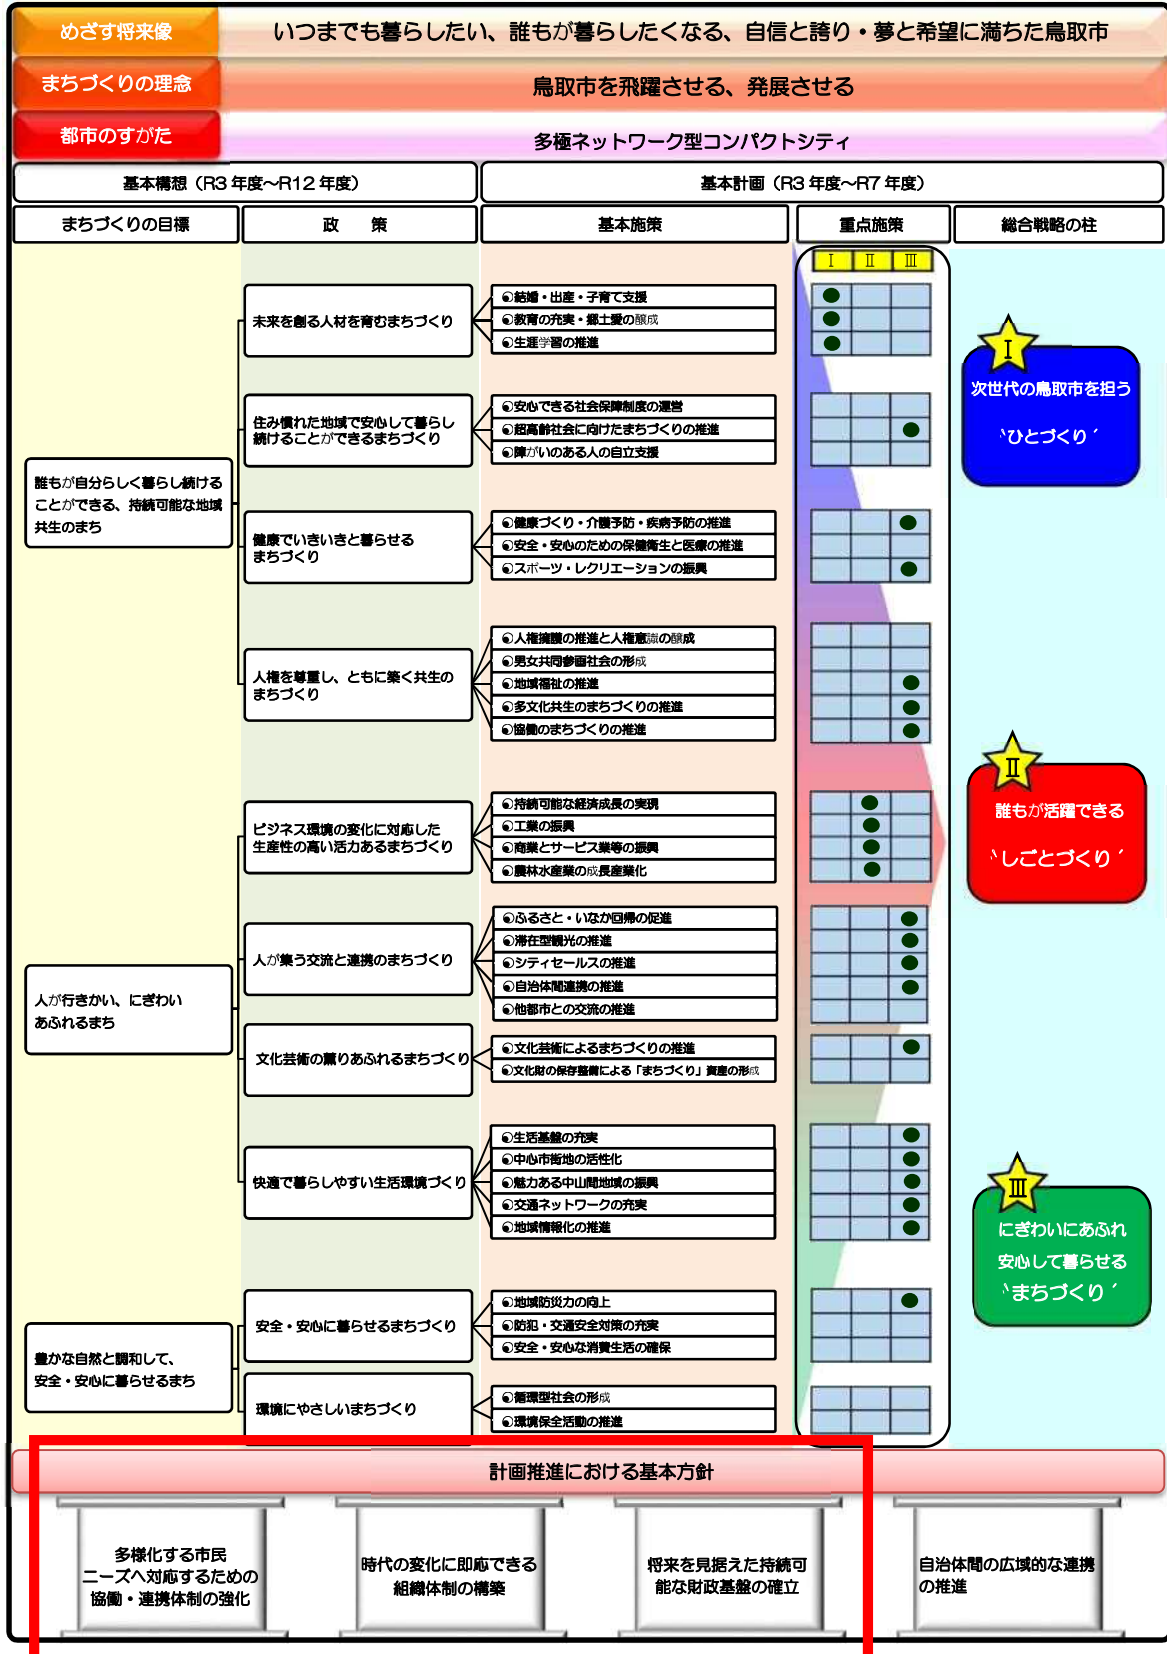 めざす将来像
いつまでも暮らしたい、誰もが暮らしたくなる、自信と誇り・夢と希望に満ちた鳥取市
まちづくりの理念
鳥取市を飛躍させる、発展させる
都市のすがた
多極ネットワーク型コンパクトシティ
基本構想（R3 年度～R12 年度）
基本計画（R3 年度～R7 年度）
まちづくりの目標
政　　策
基本施策
重点施策
総合戦略の柱
Ⅰ Ⅱ Ⅲ
誰もが自分らしく暮らし続ける
ことができる、持続可能な地域
共生のまち
未来を創る人材を育むまちづくり
◉結婚・出産・子育て支援
◉教育の充実・郷土愛の醸成
◉生涯学習の推進
住み慣れた地域で安心して暮らし
続けることができるまちづくり
◉安心できる社会保障制度の運営
◉超高齢社会に向けたまちづくりの推進
◉障がいのある人の自立支援
健康でいきいきと暮らせる
まちづくり
◉健康づくり・介護予防・疾病予防の推進
◉安全・安心のための保健衛生と医療の推進
◉スポーツ・レクリエーションの振興
人権を尊重し、ともに築く共生の
まちづくり
◉人権擁護の推進と人権意識の醸成
◉男女共同参画社会の形成
◉地域福祉の推進
◉多文化共生のまちづくりの推進
◉協働のまちづくりの推進
人が行きかい、にぎわい
あふれるまち
ビジネス環境の変化に対応した
生産性の高い活力あるまちづくり
◉持続可能な経済成長の実現
◉工業の振興
◉商業とサービス業等の振興
◉農林水産業の成長産業化
人が集う交流と連携のまちづくり
◉ふるさと・いなか回帰の促進
◉滞在型観光の推進
◉シティセールスの推進
◉自治体間連携の推進
◉他都市との交流の推進
文化芸術の薫りあふれるまちづくり
◉文化芸術によるまちづくりの推進
◉文化財の保存整備による「まちづくり」資産の形成
快適で暮らしやすい生活環境づくり
◉生活基盤の充実
◉中心市街地の活性化
◉魅力ある中山間地域の振興
◉交通ネットワークの充実
◉地域情報化の推進
豊かな自然と調和して、
安全・安心に暮らせるまち
安全・安心に暮らせるまちづくり
◉地域防災力の向上
◉防犯・交通安全対策の充実
◉安全・安心な消費生活の確保
環境にやさしいまちづくり
◉循環型社会の形成
◉環境保全活動の推進
Ⅰ
次世代の鳥取市を担う
‵ひとづくり′
Ⅱ
誰もが活躍できる
‵しごとづくり′
Ⅲ
にぎわいにあふれ
安心して暮らせる
‵まちづくり′
計画推進における基本方針
多様化する市民
ニーズへ対応するための
協働・連携体制の強化
時代の変化に即応できる
組織体制の構築
将来を見据えた持続可
能な財政基盤の確立
自治体間の広域的な連携
の推進